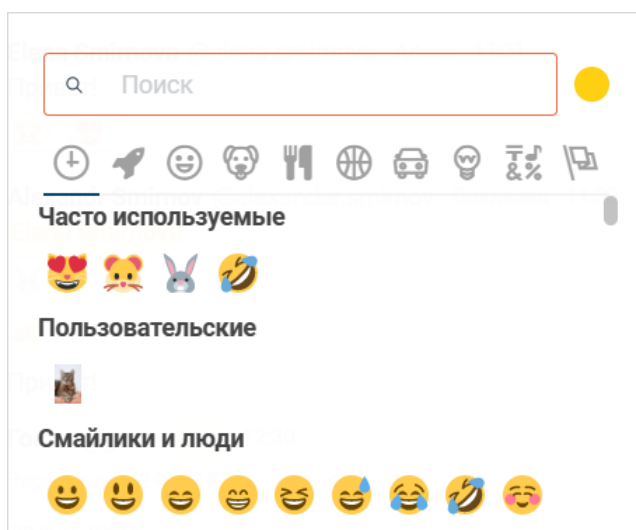 Поиск
Часто используемые
Пользовательские
Смайлики и люди